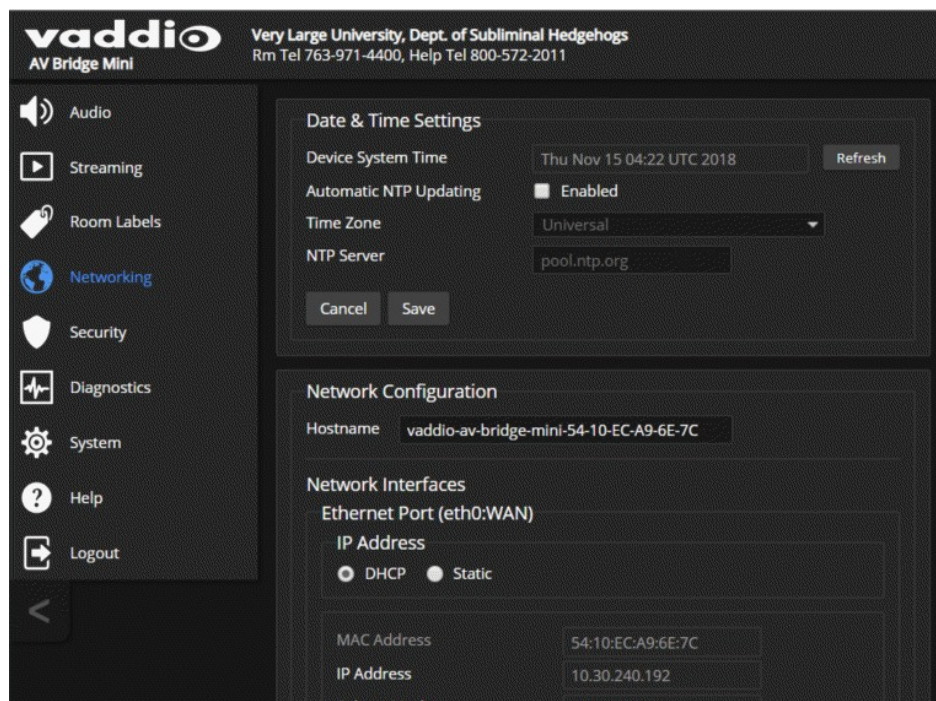 vaddio
AV Bridge Mini
Very Large University, Dept. of Subliminal Hedgehogs
Rm Tel 763-971-4400, Help Tel 800-572-2011
Audio
Streaming
Room Labels
Networking
Security
Diagnostics
System
Help
Logout
<
Date & Time Settings
Device System Time Thu Nov 15 04:22 UTC 2018 Refresh
Automatic NTP Updating Enabled
Time Zone Universal
NTP Server pool.ntp.org
Cancel Save
Network Configuration
Hostname vaddio-av-bridge-mini-54-10-EC-A9-6E-7C
Network Interfaces
Ethernet Port (eth0:WAN)
IP Address
DHCP Static
MAC Address 54:10:EC:A9:6E:7C
IP Address 10.30.240.192